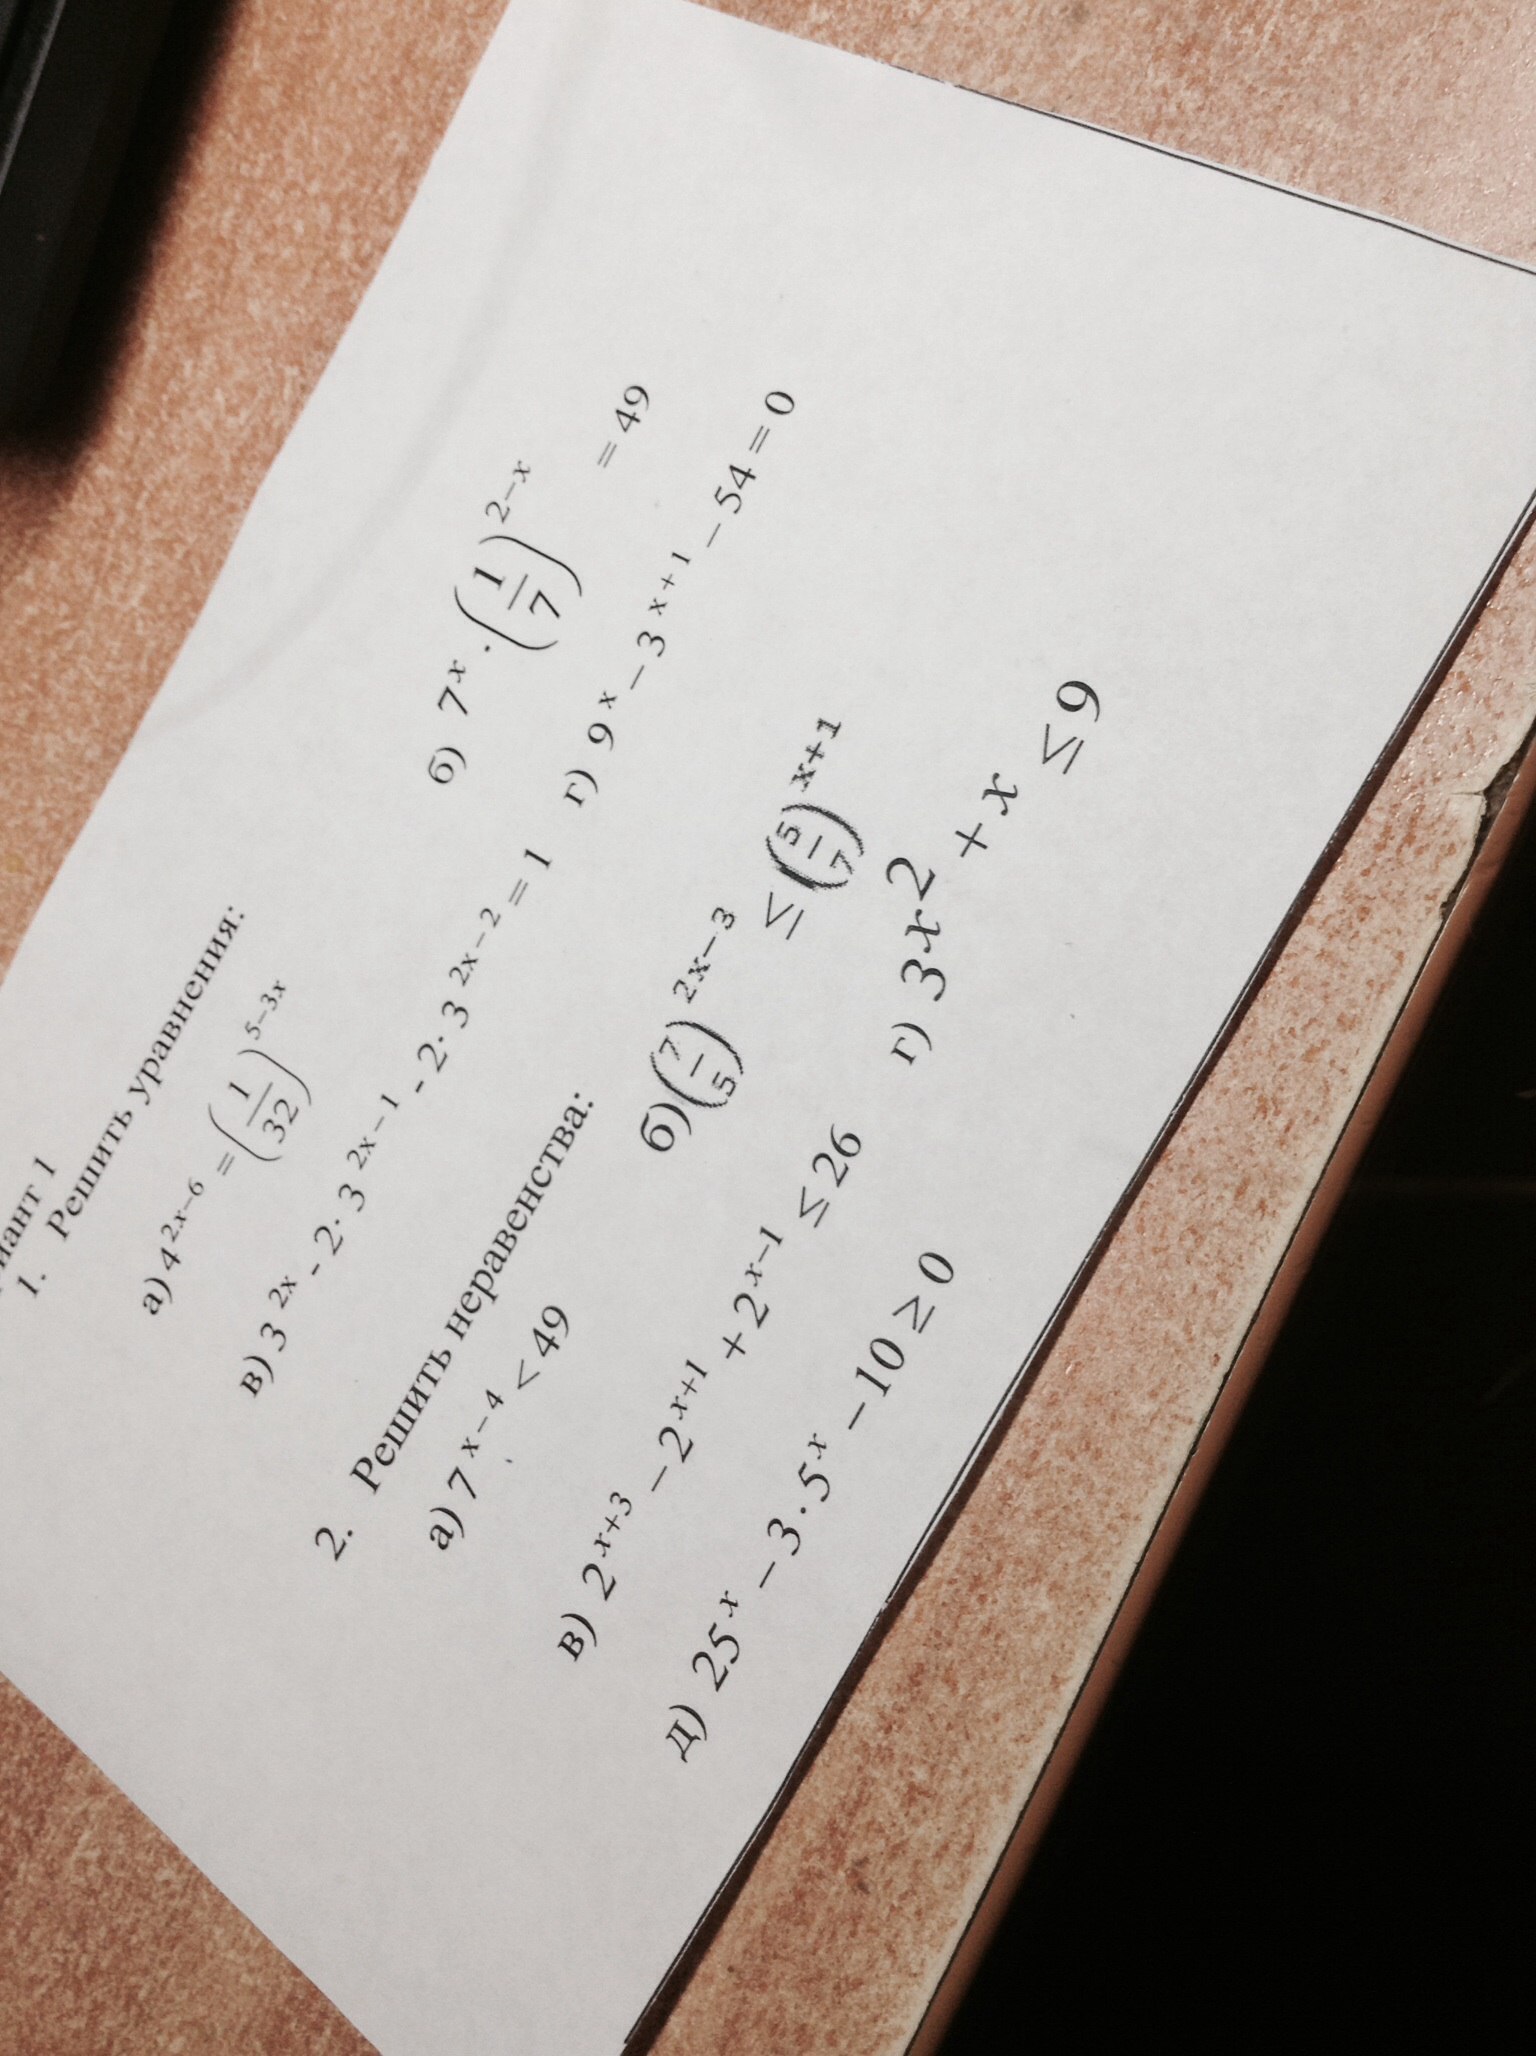 1. Решить уравнения:
а) 4^{2x-6} = (1/32)^{5-3x} б) 7^x · (1/7)^{2-x} = 49
в) 3^{2x} - 2· 3^{2x-1} - 2· 3^{2x-2} = 1 г) 9^x - 3^{x+1} - 54 = 0
2. Решить неравенства:
а) 7^{x-4} < 49 б) (7/5)^{2x-3} ≤ (5/7)^{x+1}
в) 2^{x+3} - 2^{x+1} + 2^{x-1} ≤ 26 г) 3x^2 + x ≤ 9
д) 25^x - 3·5^x - 10 ≥ 0